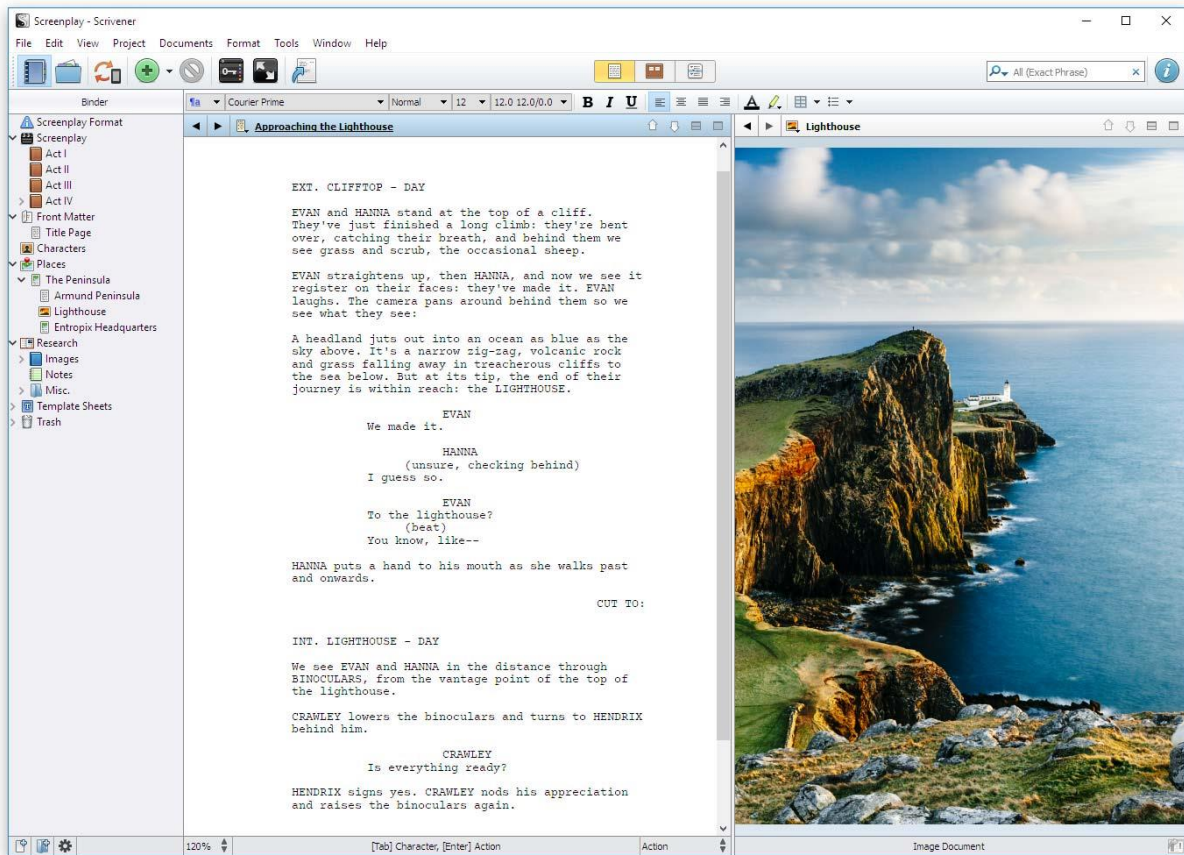 Screenplay - Scrivener
File Edit View Project Documents Format Tools Window Help
All (Exact Phrase)
Binder
¶a Courier Prime Normal 12 12.0 12.0/0.0 B I U A
Screenplay Format
Screenplay
Act I
Act II
Act III
Act IV
Front Matter
Title Page
Characters
Places
The Peninsula
Armund Peninsula
Lighthouse
Entropix Headquarters
Research
Images
Notes
Misc.
Template Sheets
Trash
Approaching the Lighthouse
EXT. CLIFFTOP - DAY
EVAN and HANNA stand at the top of a cliff.
They've just finished a long climb: they're bent
over, catching their breath, and behind them we
see grass and scrub, the occasional sheep.
EVAN straightens up, then HANNA, and now we see it
register on their faces: they've made it. EVAN
laughs. The camera pans around behind them so we
see what they see:
A headland juts out into an ocean as blue as the
sky above. It's a narrow zig-zag, volcanic rock
and grass falling away in treacherous cliffs to
the sea below. But at its tip, the end of their
journey is within reach: the LIGHTHOUSE.
EVAN
We made it.
HANNA
(unsure, checking behind)
I guess so.
EVAN
To the lighthouse?
(beat)
You know, like--
HANNA puts a hand to his mouth as she walks past
and onwards.
CUT TO:
INT. LIGHTHOUSE - DAY
We see EVAN and HANNA in the distance through
BINOCULARS, from the vantage point of the top of
the lighthouse.
CRAWLEY lowers the binoculars and turns to HENDRIX
behind him.
CRAWLEY
Is everything ready?
HENDRIX signs yes. CRAWLEY nods his appreciation
and raises the binoculars again.
Lighthouse
120% [Tab] Character, [Enter] Action Action
Image Document